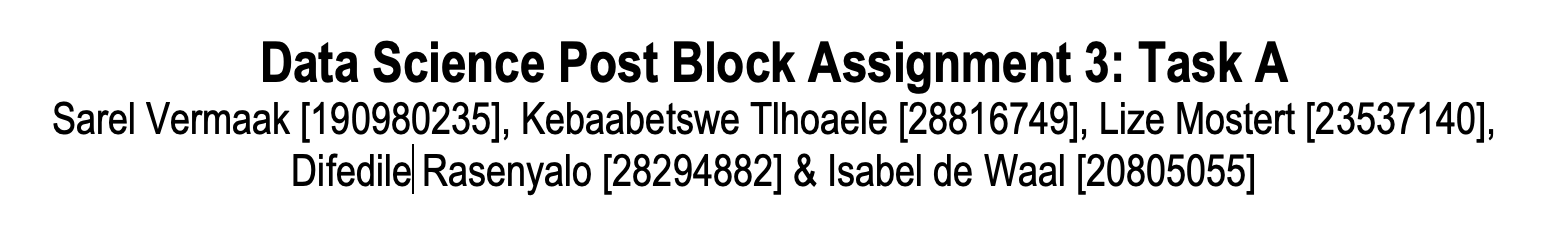 Data Science Post Block Assignment 3: Task A
Sarel Vermaak [190980235], Kebaabetswe Tlhoaele [28816749], Lize Mostert [23537140],
Difedile Rasenyalo [28294882] & Isabel de Waal [20805055]